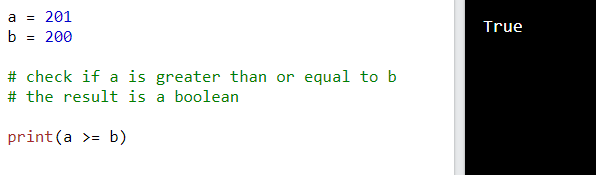 a = 201
b = 200
# check if a is greater than or equal to b
# the result is a boolean
print(a >= b)
True